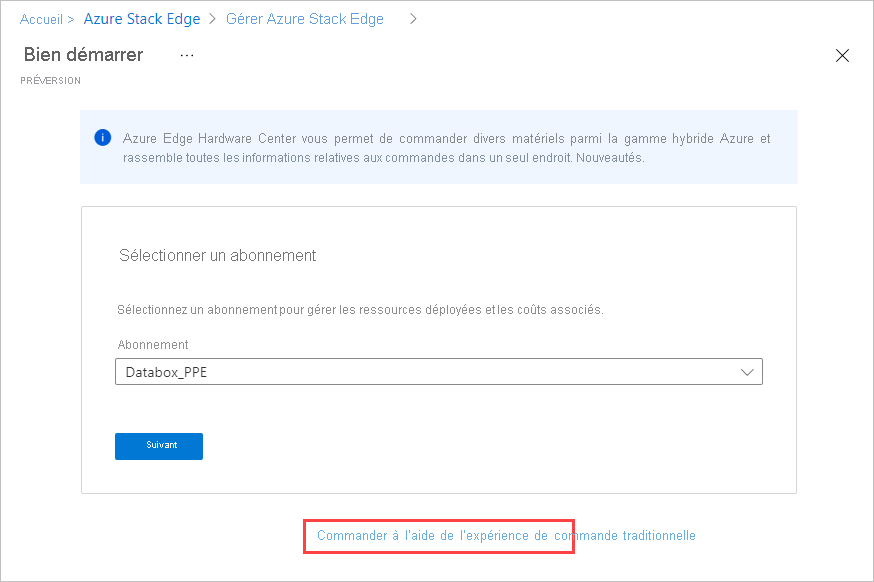 Accueil > Azure Stack Edge > Gérer Azure Stack Edge >
Bien démarrer ...
PRÉVERSION
Azure Edge Hardware Center vous permet de commander divers matériels parmi la gamme hybride Azure et
rassemble toutes les informations relatives aux commandes dans un seul endroit. Nouveautés.
Sélectionner un abonnement
Sélectionnez un abonnement pour gérer les ressources déployées et les coûts associés.
Abonnement
Databox_PPE
Suivant
Commander à l'aide de l'expérience de commande traditionnelle